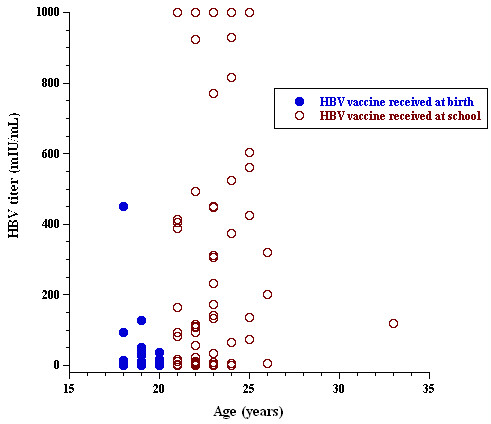 1000
800
600
400
200
0
HBV titer (mIU/mL)
HBV vaccine received at birth
HBV vaccine received at school
15 20 25 30 35
Age (years)